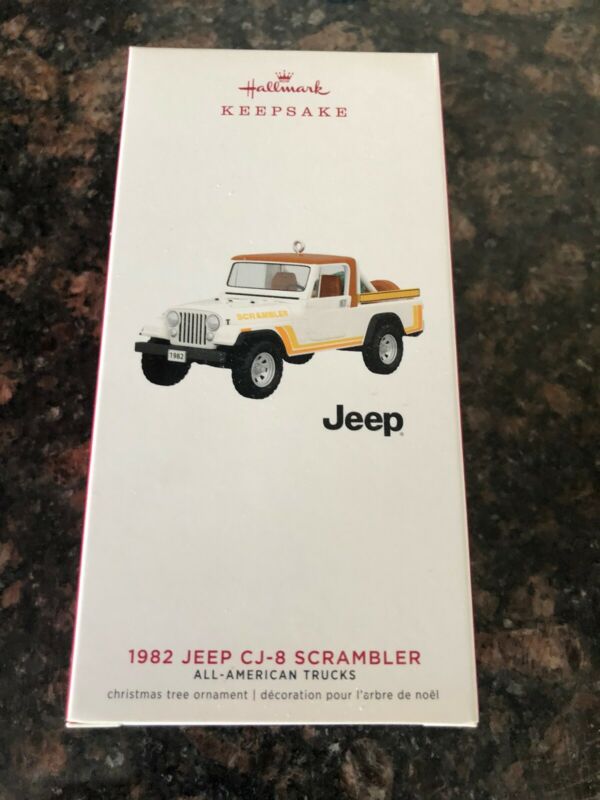 Hallmark
KEEPSAKE
SCRAMBLER
1982
Jeep
1982 JEEP CJ-8 SCRAMBLER
ALL-AMERICAN TRUCKS
christmas tree ornament | décoration pour l'arbre de noël